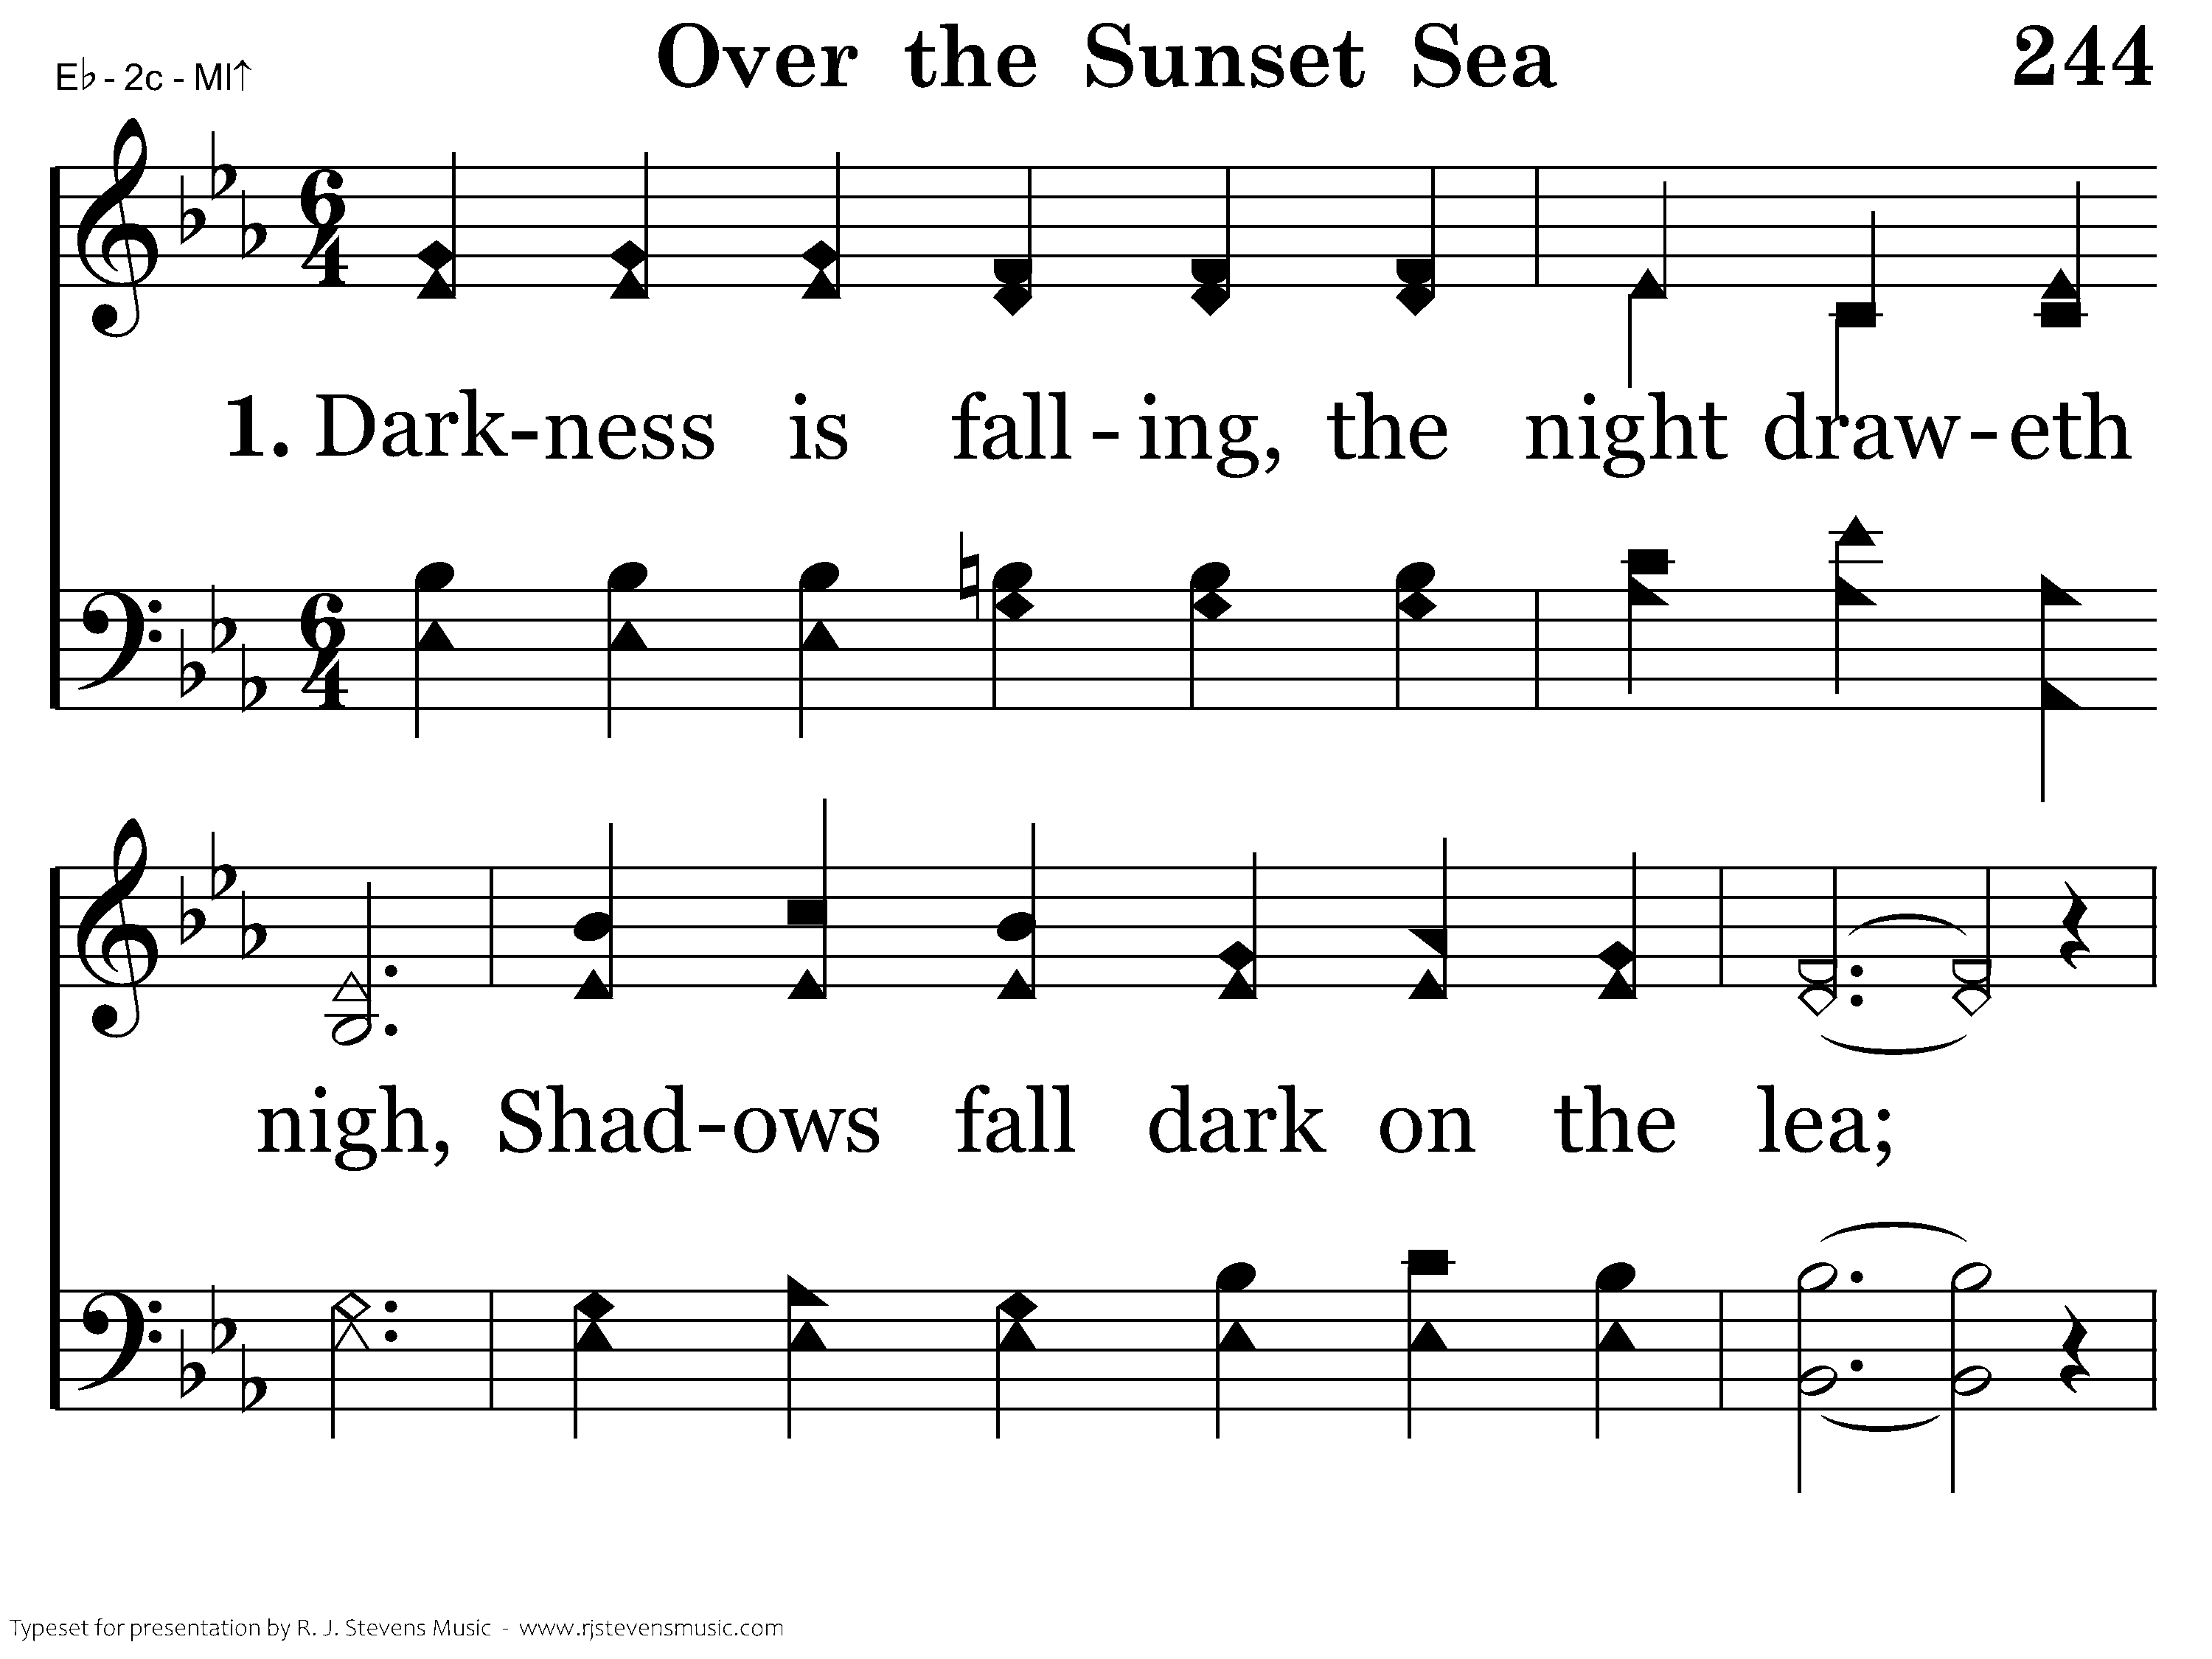 Over the Sunset Sea 244
E♭ - 2c - MI↑
1. Dark-ness is fall - ing, the night draw-eth
nigh, Shad-ows fall dark on the lea;
Typeset for presentation by R. J. Stevens Music - www.rjstevensmusic.com